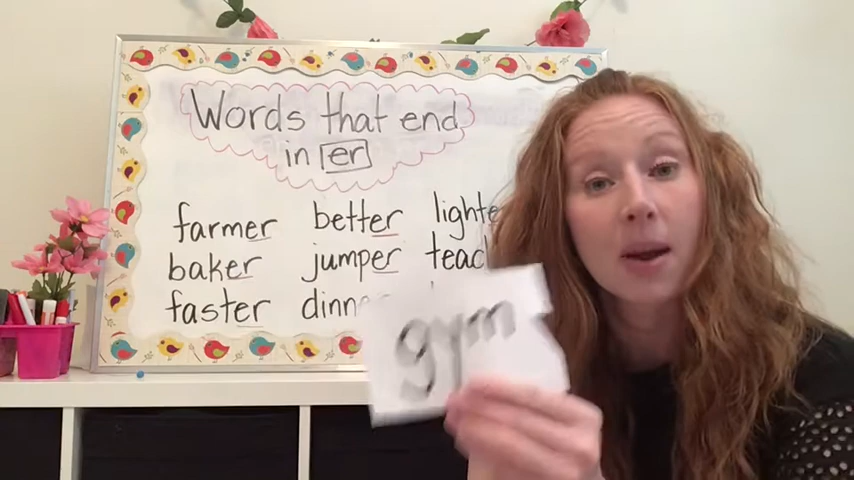 Words that end
in er
farmer better
baker jumper
faster
gym